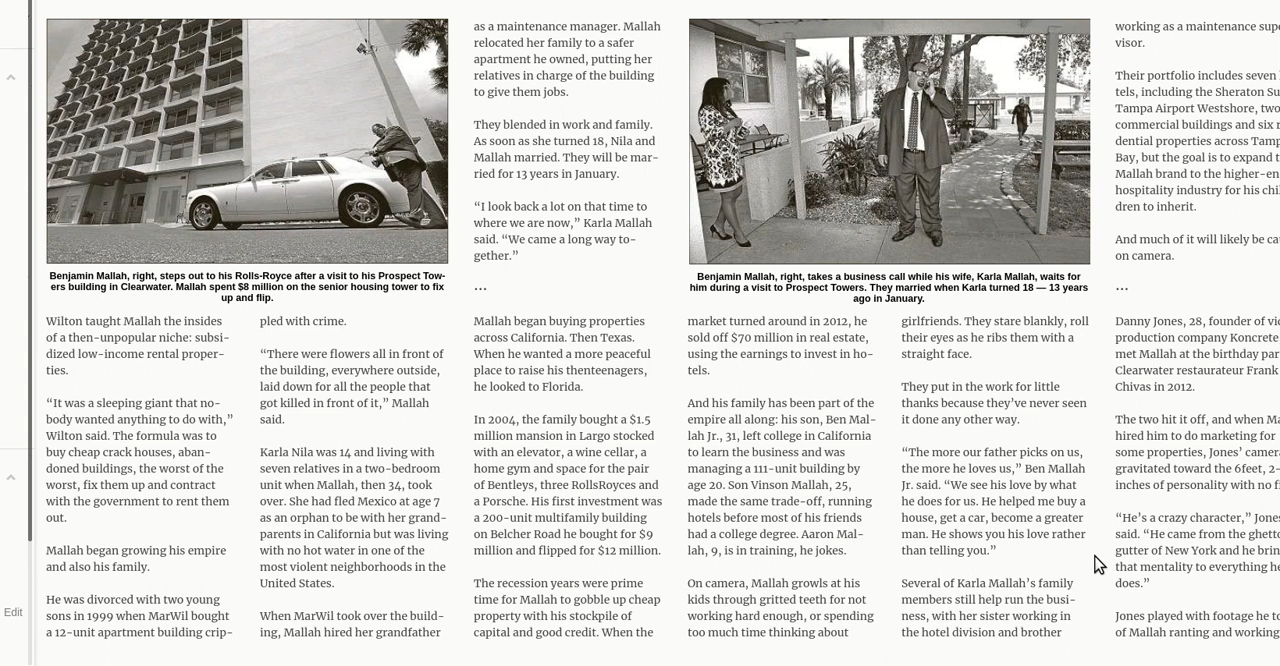 Edit
Benjamin Mallah, right, steps out to his Rolls-Royce after a visit to his Prospect Tow-
ers building in Clearwater. Mallah spent $8 million on the senior housing tower to fix
up and flip.
Wilton taught Mallah the insides
of a then-unpopular niche: subsi-
dized low-income rental proper-
ties.
“It was a sleeping giant that no-
body wanted anything to do with,”
Wilton said. The formula was to
buy cheap crack houses, aban-
doned buildings, the worst of the
worst, fix them up and contract
with the government to rent them
out.
Mallah began growing his empire
and also his family.
He was divorced with two young
sons in 1999 when MarWil bought
a 12-unit apartment building crip-
pled with crime.
“There were flowers all in front of
the building, everywhere outside,
laid down for all the people that
got killed in front of it,” Mallah
said.
Karla Nila was 14 and living with
seven relatives in a two-bedroom
unit when Mallah, then 34, took
over. She had fled Mexico at age 7
as an orphan to be with her grand-
parents in California but was living
with no hot water in one of the
most violent neighborhoods in the
United States.
When MarWil took over the build-
ing, Mallah hired her grandfather
as a maintenance manager. Mallah
relocated her family to a safer
apartment he owned, putting her
relatives in charge of the building
to give them jobs.
They blended in work and family.
As soon as she turned 18, Nila and
Mallah married. They will be mar-
ried for 13 years in January.
“I look back a lot on that time to
where we are now,” Karla Mallah
said. “We came a long way to-
gether.”
...
Mallah began buying properties
across California. Then Texas.
When he wanted a more peaceful
place to raise his thenteenagers,
he looked to Florida.
In 2004, the family bought a $1.5
million mansion in Largo stocked
with an elevator, a wine cellar, a
home gym and space for the pair
of Bentleys, three RollsRoyces and
a Porsche. His first investment was
a 200-unit multifamily building
on Belcher Road he bought for $9
million and flipped for $12 million.
The recession years were prime
time for Mallah to gobble up cheap
property with his stockpile of
capital and good credit. When the
Benjamin Mallah, right, takes a business call while his wife, Karla Mallah, waits for
him during a visit to Prospect Towers. They married when Karla turned 18 — 13 years
ago in January.
market turned around in 2012, he
sold off $70 million in real estate,
using the earnings to invest in ho-
tels.
And his family has been part of the
empire all along: his son, Ben Mal-
lah Jr., 31, left college in California
to learn the business and was
managing a 111-unit building by
age 20. Son Vinson Mallah, 25,
made the same trade-off, running
hotels before most of his friends
had a college degree. Aaron Mal-
lah, 9, is in training, he jokes.
On camera, Mallah growls at his
kids through gritted teeth for not
working hard enough, or spending
too much time thinking about
girlfriends. They stare blankly, roll
their eyes as he ribs them with a
straight face.
They put in the work for little
thanks because they’ve never seen
it done any other way.
“The more our father picks on us,
the more he loves us,” Ben Mallah
Jr. said. “We see his love by what
he does for us. He helped me buy a
house, get a car, become a greater
man. He shows you his love rather
than telling you.”
Several of Karla Mallah’s family
members still help run the busi-
ness, with her sister working in
the hotel division and brother
working as a maintenance supe
visor.
Their portfolio includes seven
tels, including the Sheraton Su
Tampa Airport Westshore, two
commercial buildings and six r
dential properties across Tamp
Bay, but the goal is to expand t
Mallah brand to the higher-en
hospitality industry for his chi
dren to inherit.
And much of it will likely be ca
on camera.
...
Danny Jones, 28, founder of vi
production company Koncrete
met Mallah at the birthday par
Clearwater restaurateur Frank
Chivas in 2012.
The two hit it off, and when Ma
hired him to do marketing for
some properties, Jones’ camera
gravitated toward the 6feet, 2-
inches of personality with no fi
“He’s a crazy character,” Jones
said. “He came from the ghetto
gutter of New York and he brin
that mentality to everything he
does.”
Jones played with footage he to
of Mallah ranting and working